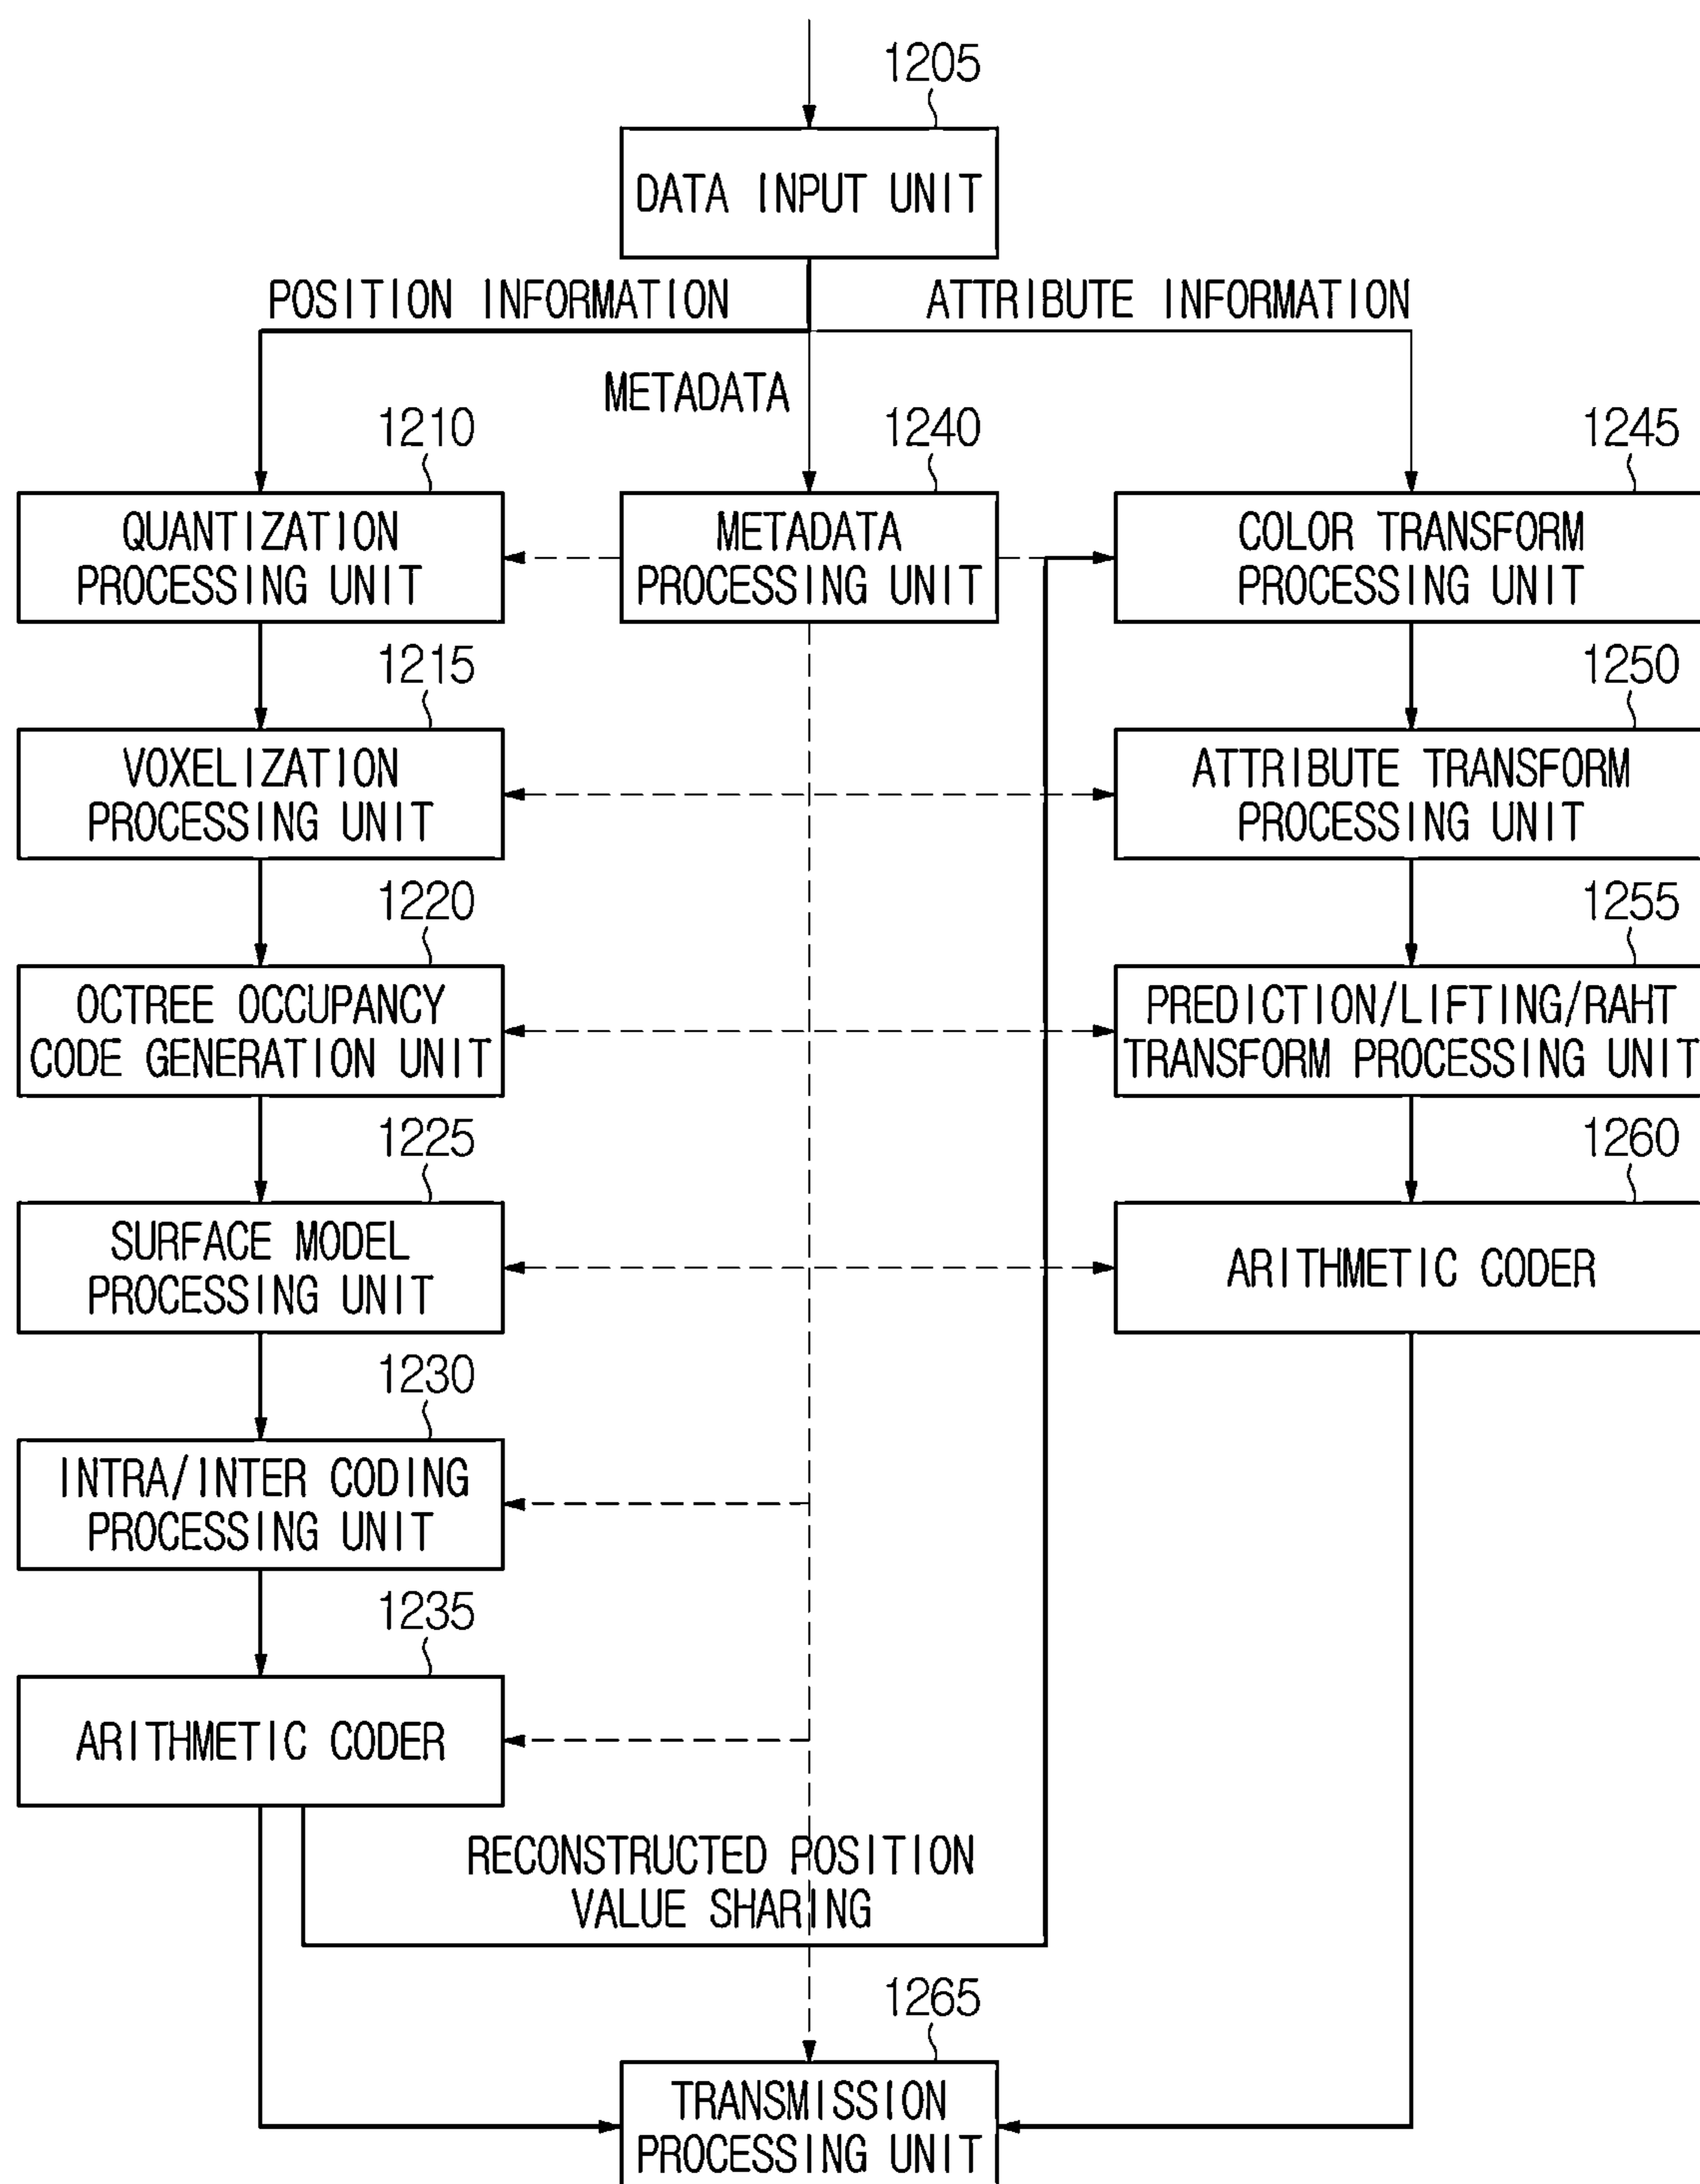 1205
DATA INPUT UNIT
POSITION INFORMATION
ATTRIBUTE INFORMATION
METADATA
1210
1240
1245
QUANTIZATION
PROCESSING UNIT
METADATA
PROCESSING UNIT
COLOR TRANSFORM
PROCESSING UNIT
1215
1250
VOXELIZATION
PROCESSING UNIT
ATTRIBUTE TRANSFORM
PROCESSING UNIT
1220
1255
OCTREE OCCUPANCY
CODE GENERATION UNIT
PREDICTION/LIFTING/RAHT
TRANSFORM PROCESSING UNIT
1225
1260
SURFACE MODEL
PROCESSING UNIT
ARITHMETIC CODER
1230
INTRA/INTER CODING
PROCESSING UNIT
1235
ARITHMETIC CODER
RECONSTRUCTED POSITION
VALUE SHARING
1265
TRANSMISSION
PROCESSING UNIT